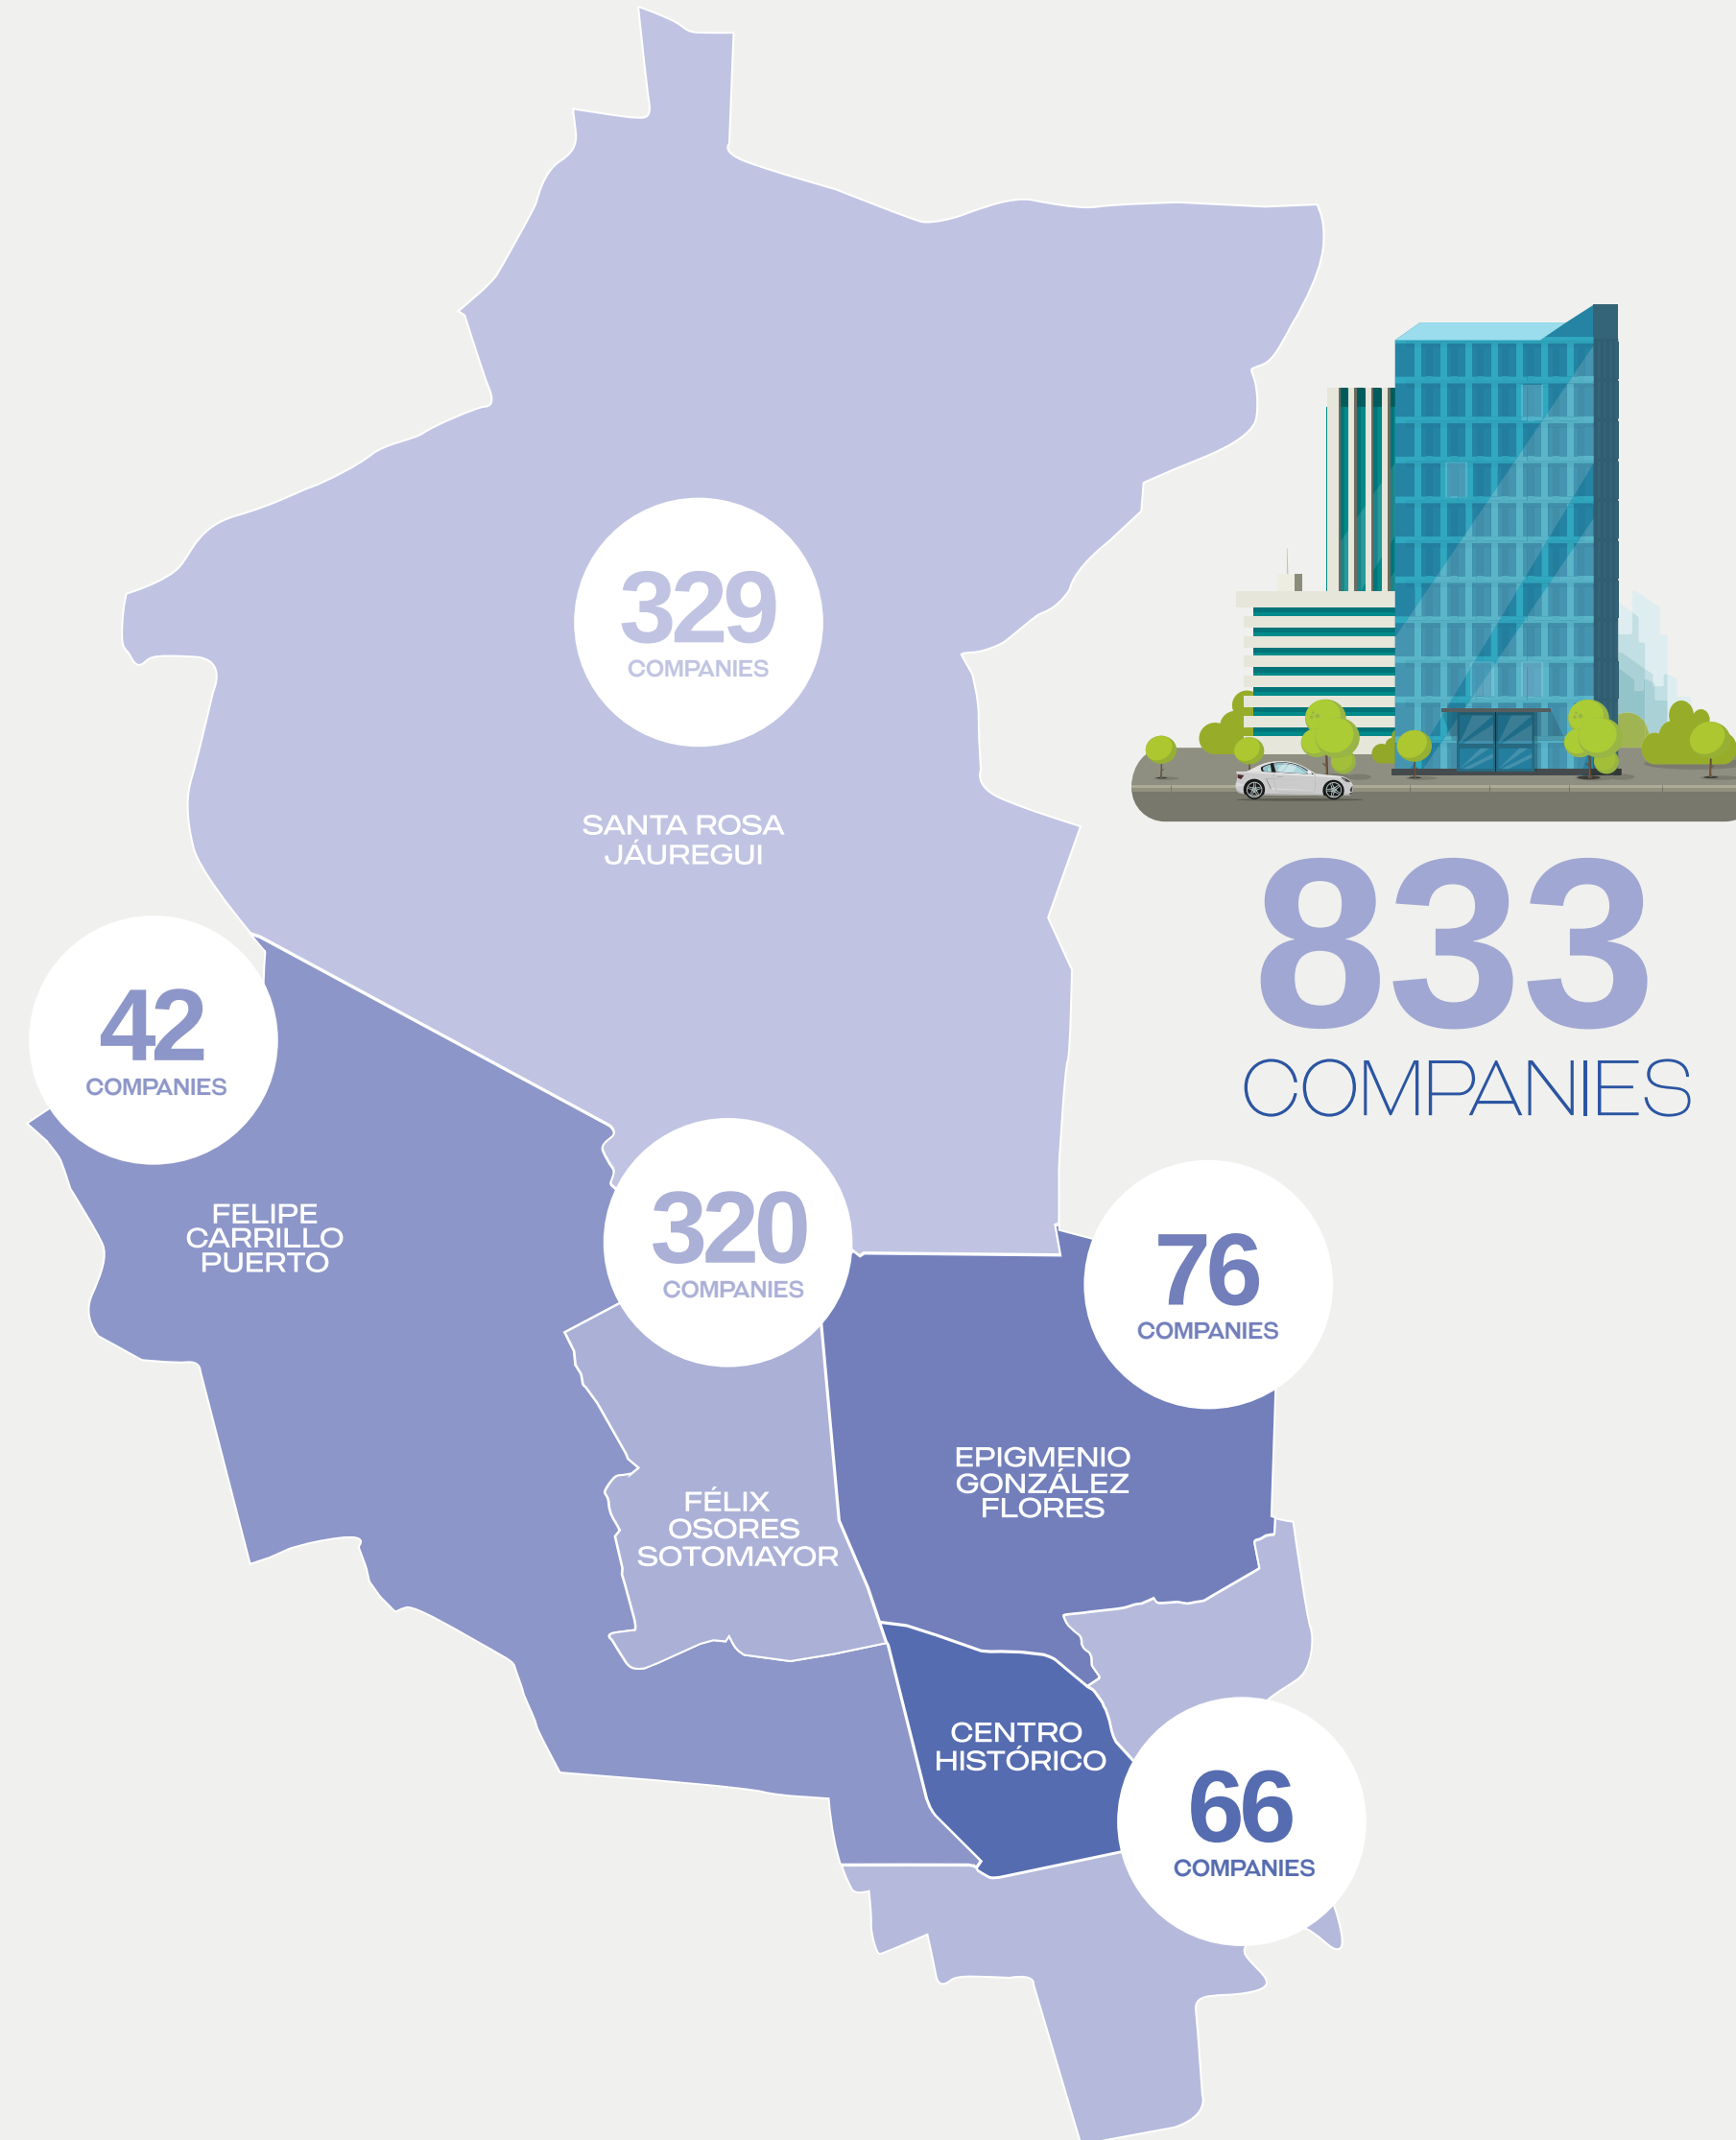 329
COMPANIES
SANTA ROSA
JÁUREGUI
833
COMPANIES
42
COMPANIES
FELIPE
CARRILLO
PUERTO
320
COMPANIES
FÉLIX
OSORES
SOTOMAYOR
76
COMPANIES
EPIGMENIO
GONZÁLEZ
FLORES
CENTRO
HISTÓRICO
66
COMPANIES